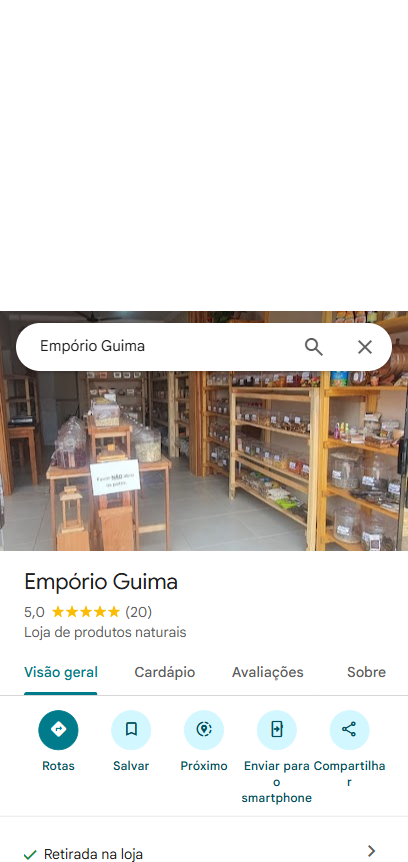 Empório Guima
Favor NÃO abrir
os potes.
Empório Guima
5,0 (20)
Loja de produtos naturais
Visão geral
Cardápio
Avaliações
Sobre
Rotas
Salvar
Próximo
Enviar para
o
smartphone
Compartilha
r
Retirada na loja